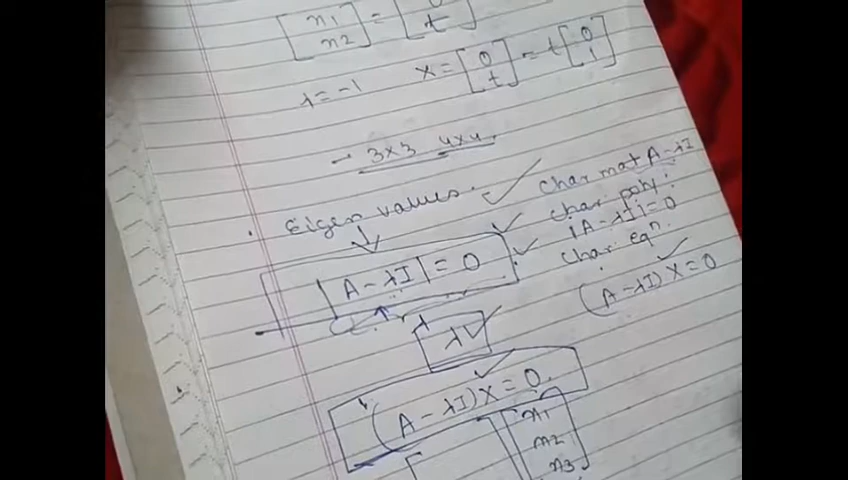 [x1
x2] = [0
t]
λ = -1 X = [0
t] = t[0
1]
- 3x3 4x4
Eigen values.
char mat A-λI
char poly:
|A-λI|=0
char eqn.
|A-λI| = 0
(A-λI)X=0
λ
(A-λI)X=0.
x1
x2
x3